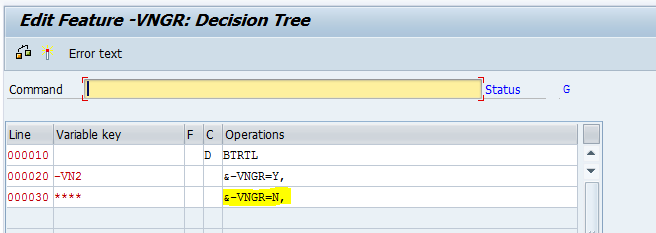 Edit Feature -VNGR: Decision Tree
Error text
Command Status G
Line Variable key F C Operations
000010 D BTRTL
000020 -VN2 &-VNGR=Y,
000030 **** &-VNGR=N,